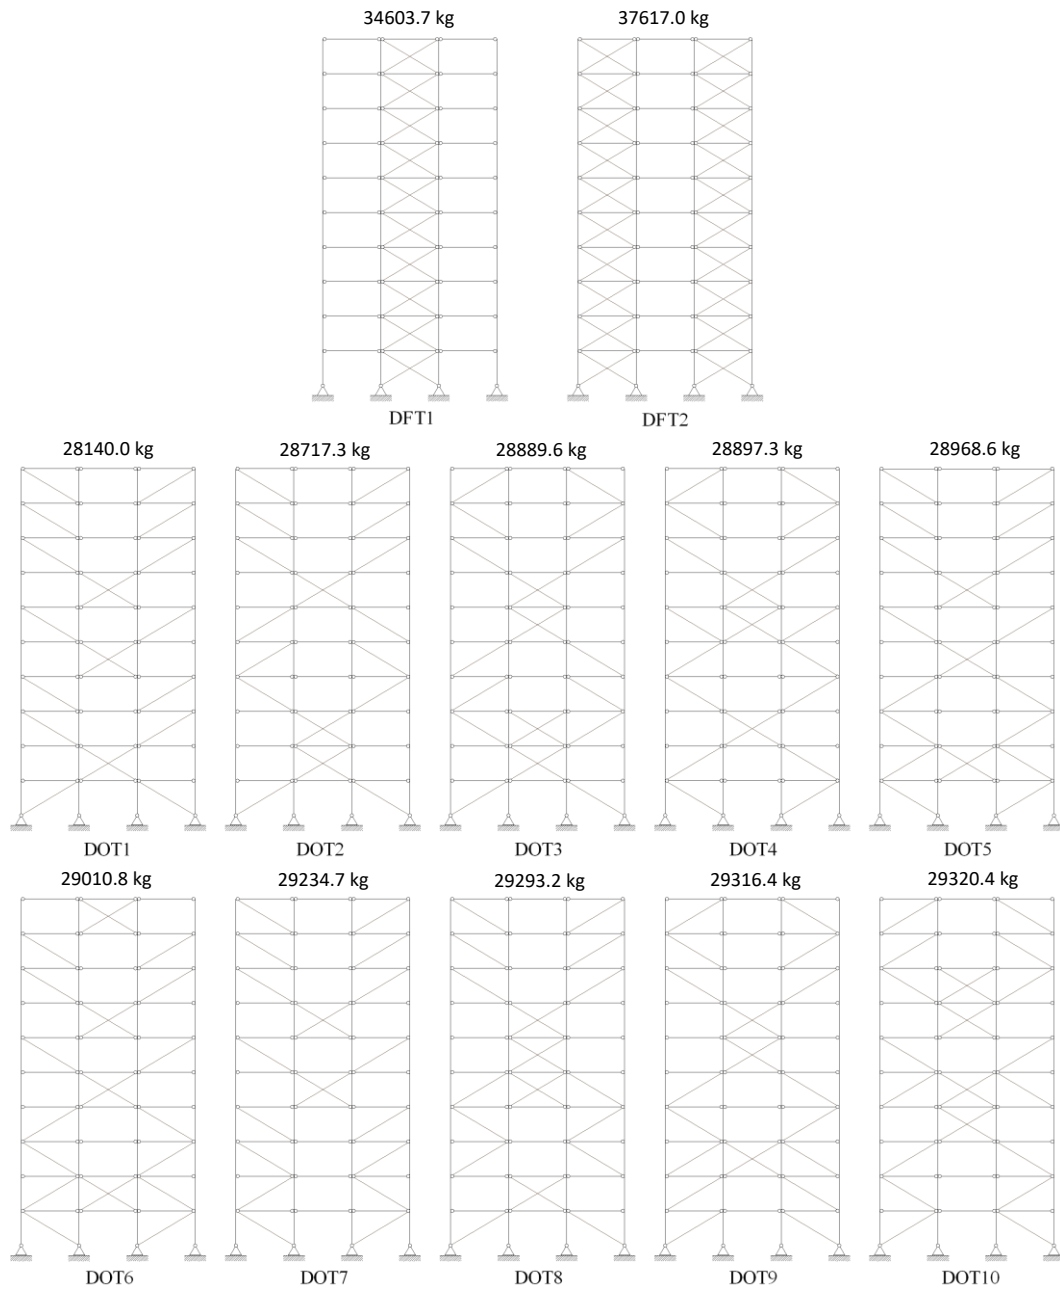 34603.7 kg 37617.0 kg
DFT1 DFT2
28140.0 kg 28717.3 kg 28889.6 kg 28897.3 kg 28968.6 kg
DOT1 DOT2 DOT3 DOT4 DOT5
29010.8 kg 29234.7 kg 29293.2 kg 29316.4 kg 29320.4 kg
DOT6 DOT7 DOT8 DOT9 DOT10